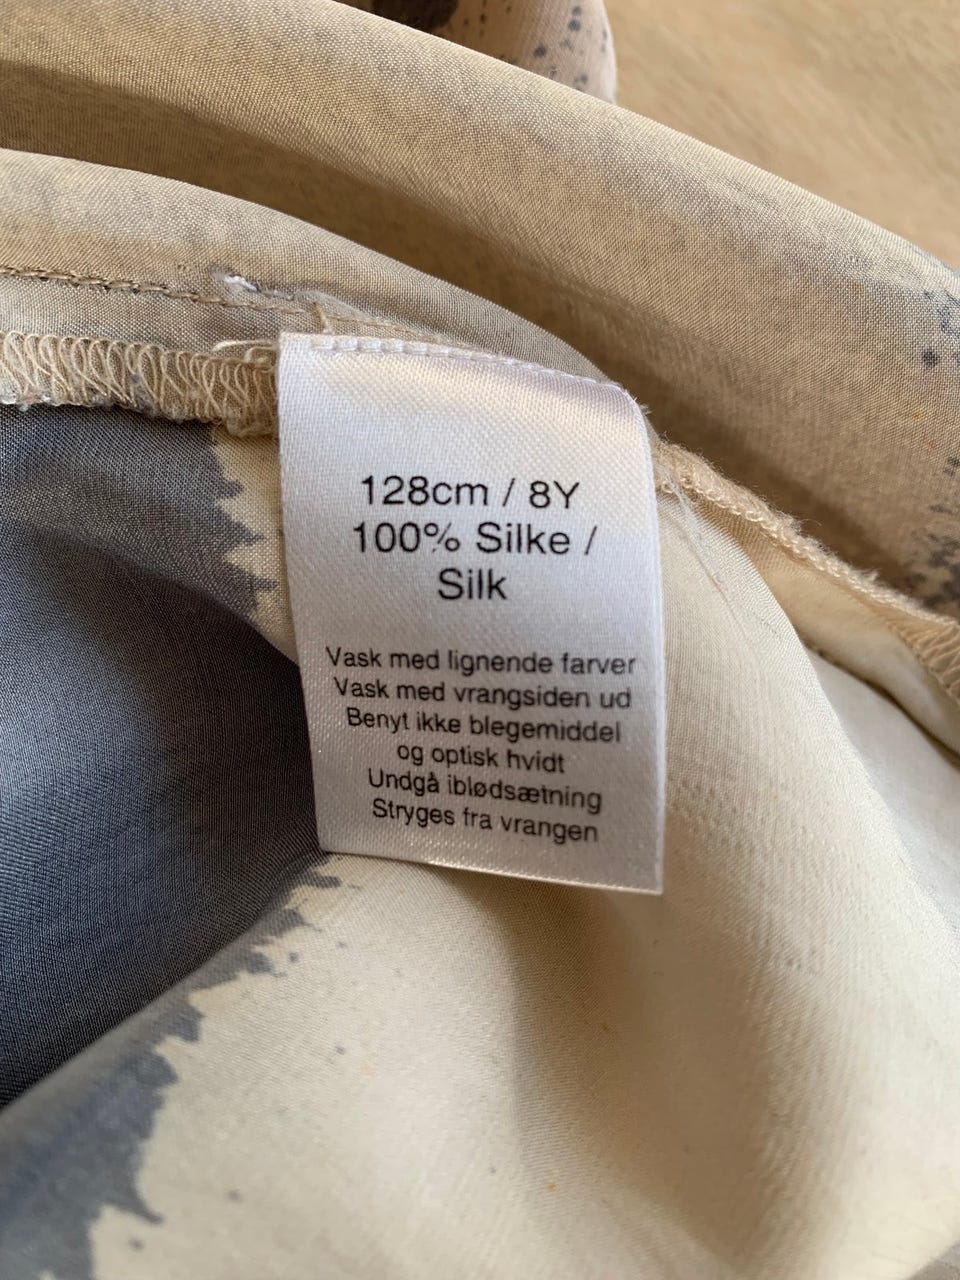 128cm / 8Y
100% Silke /
Silk
Vask med lignende farver
Vask med vrangsiden ud
Benyt ikke blegemiddel
og optisk hvidt
Undgå iblødsætning
Stryges fra vrangen